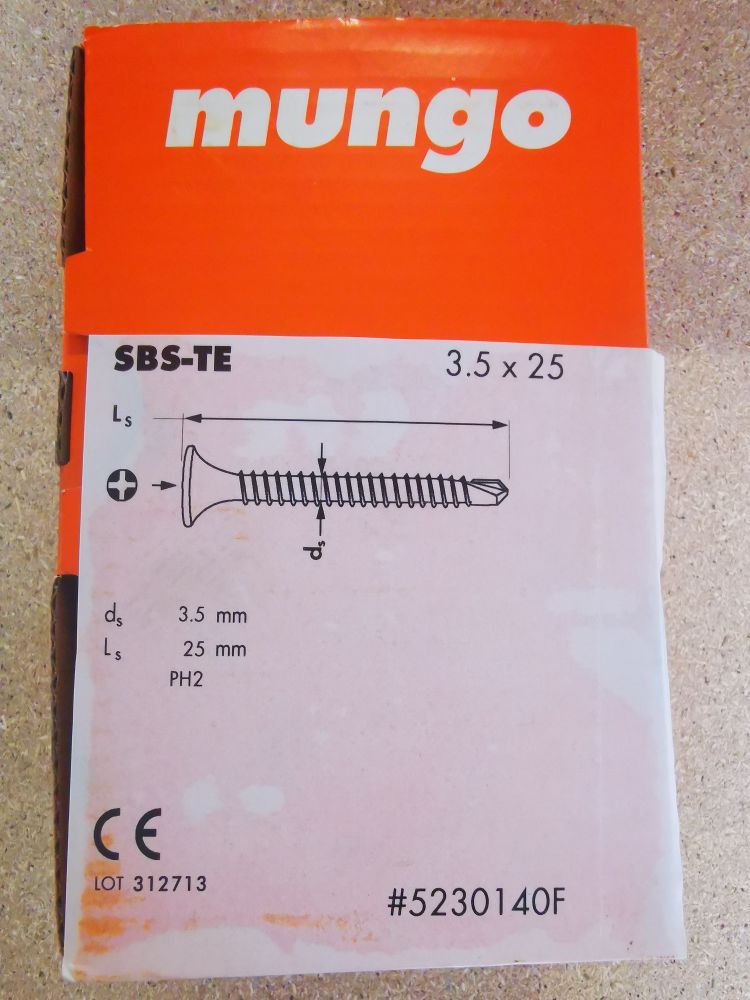 mungo
SBS-TE 3.5 x 25
Ls
ds
ds 3.5 mm
Ls 25 mm
PH2
CE
LOT 312713
#5230140F